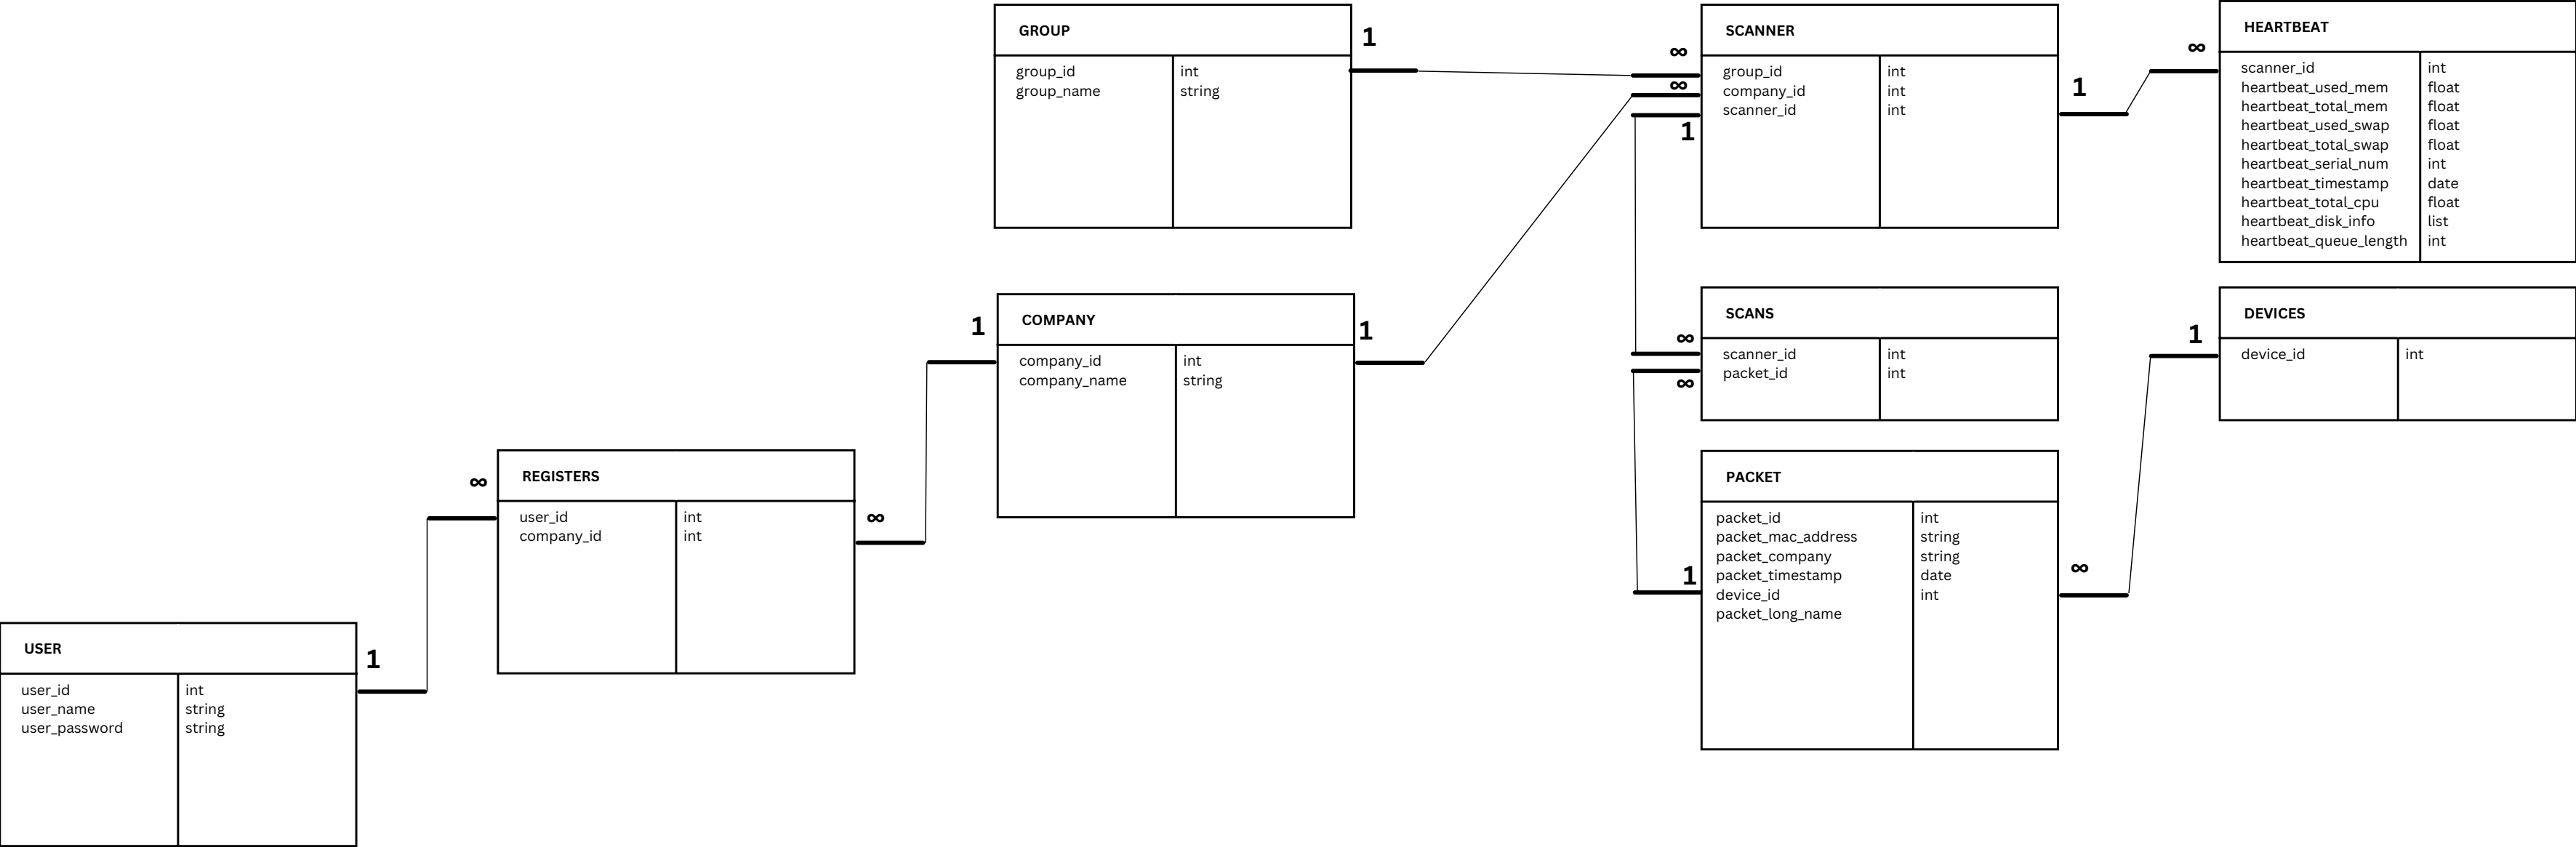 GROUP
group_id int
group_name string
1
∞
∞
1
SCANNER
group_id int
company_id int
scanner_id int
1
∞
HEARTBEAT
scanner_id int
heartbeat_used_mem float
heartbeat_total_mem float
heartbeat_used_swap float
heartbeat_total_swap float
heartbeat_serial_num int
heartbeat_timestamp date
heartbeat_total_cpu float
heartbeat_disk_info list
heartbeat_queue_length int
1
COMPANY
company_id int
company_name string
1
∞
∞
SCANS
scanner_id int
packet_id int
1
DEVICES
device_id int
∞
REGISTERS
user_id int
company_id int
∞
1
PACKET
packet_id int
packet_mac_address string
packet_company string
packet_timestamp date
device_id int
packet_long_name
∞
USER
user_id int
user_name string
user_password string
1